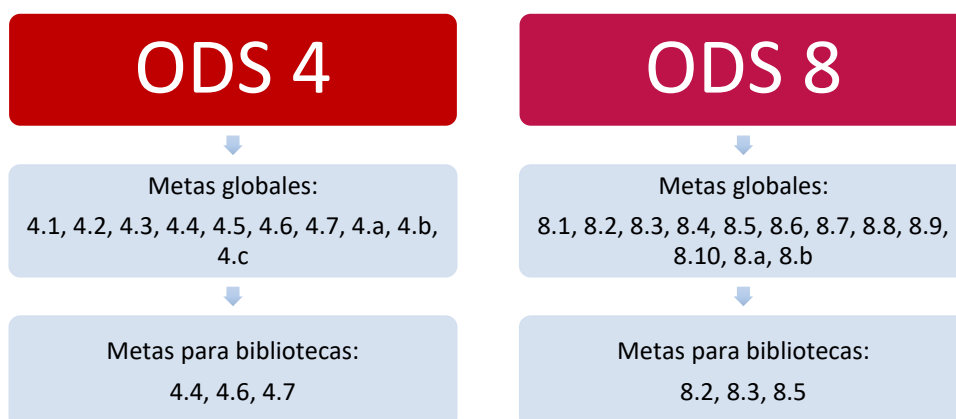 ODS 4
Metas globales:
4.1, 4.2, 4.3, 4.4, 4.5, 4.6, 4.7, 4.a, 4.b,
4.c
Metas para bibliotecas:
4.4, 4.6, 4.7
ODS 8
Metas globales:
8.1, 8.2, 8.3, 8.4, 8.5, 8.6, 8.7, 8.8, 8.9,
8.10, 8.a, 8.b
Metas para bibliotecas:
8.2, 8.3, 8.5